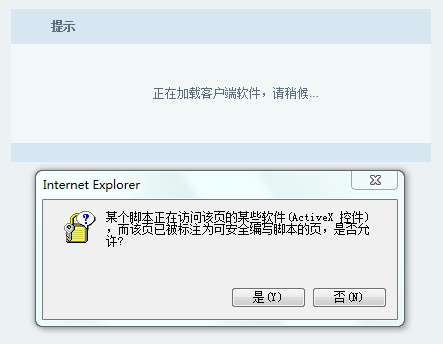 提示
正在加载客户端软件，请稍候...
Internet Explorer
某个脚本正在访问该页的某些软件(ActiveX 控件)
，而该页已被标注为可安全编写脚本的页，是否允
许？
是(Y)
否(N)